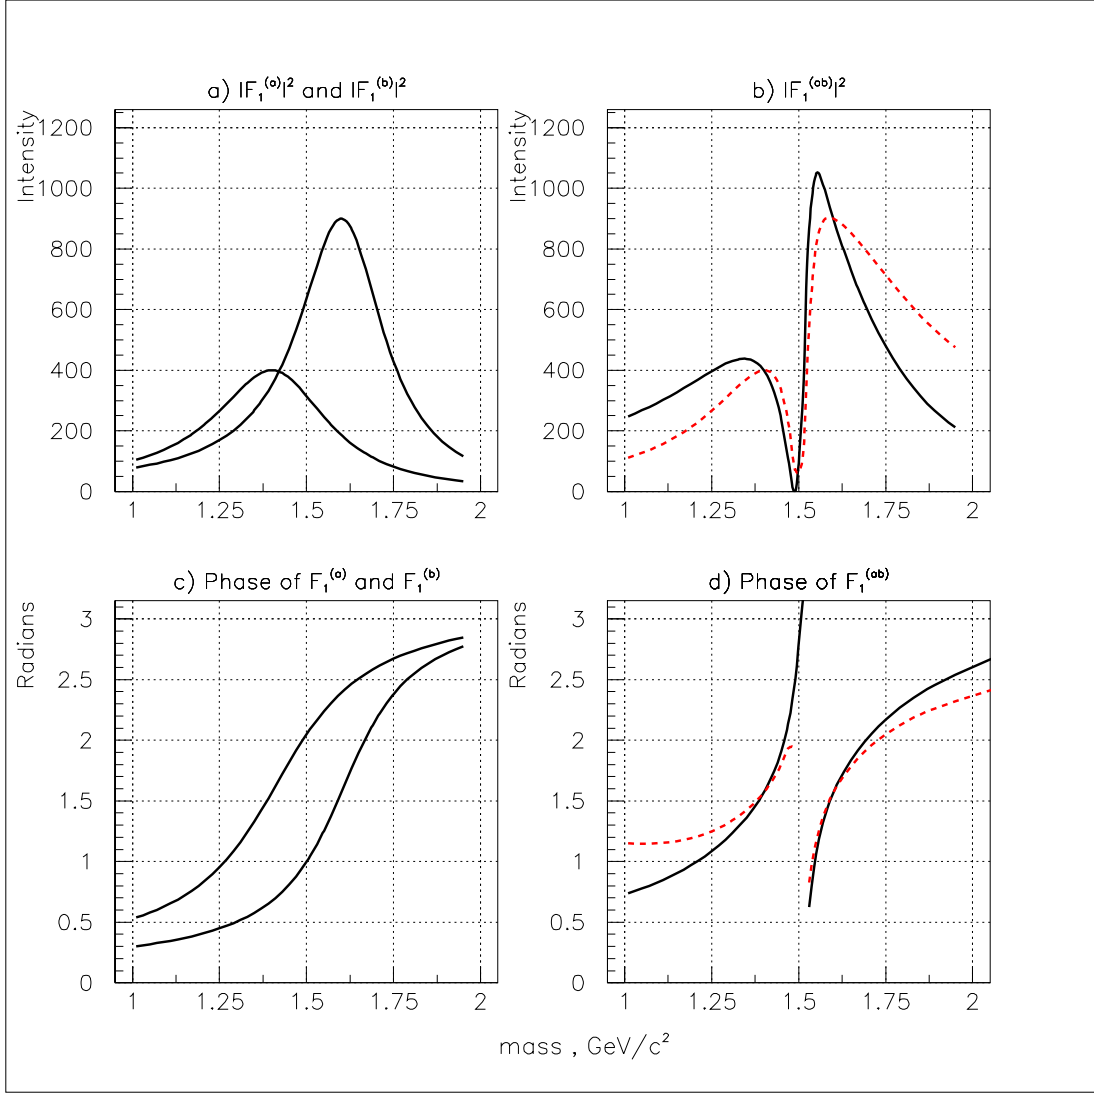 a) |F₁⁽ᵃ⁾|² and |F₁⁽ᵇ⁾|²
Intensity
1200
1000
800
600
400
200
0
1 1.25 1.5 1.75 2
b) |F₁⁽ᵃᵇ⁾|²
Intensity
1200
1000
800
600
400
200
0
1 1.25 1.5 1.75 2
c) Phase of F₁⁽ᵃ⁾ and F₁⁽ᵇ⁾
Radians
3
2.5
2
1.5
1
0.5
0
1 1.25 1.5 1.75 2
d) Phase of F₁⁽ᵃᵇ⁾
Radians
3
2.5
2
1.5
1
0.5
0
1 1.25 1.5 1.75 2
mass , GeV/c²